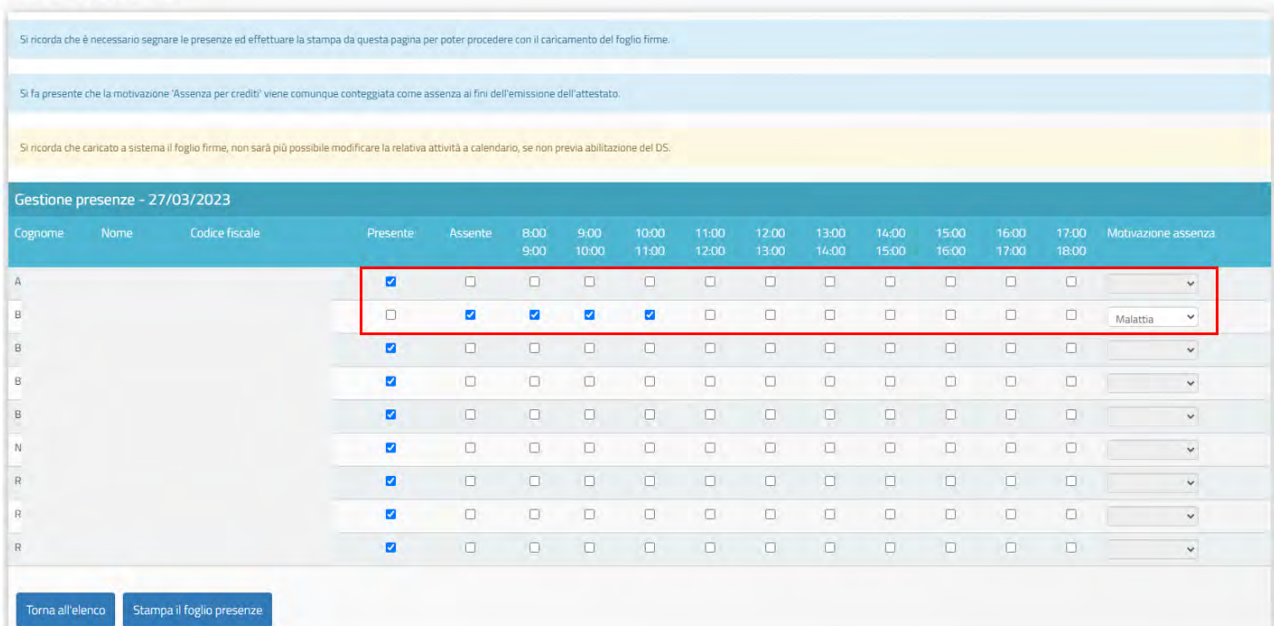 Si ricorda che è necessario segnare le presenze ed effettuare la stampa da questa pagina per poter procedere con il caricamento del foglio firme.
Si fa presente che la motivazione 'Assenza per crediti' viene comunque conteggiata come assenza ai fini dell'emissione dell'attestato.
Si ricorda che caricato a sistema il foglio firme, non sarà più possibile modificare la relativa attività a calendario, se non previa abilitazione del DS.
Gestione presenze - 27/03/2023
Cognome Nome Codice fiscale Presente Assente 8:00 9:00 10:00 11:00 12:00 13:00 14:00 15:00 16:00 17:00 Motivazione assenza
9:00 10:00 11:00 12:00 13:00 14:00 15:00 16:00 17:00 18:00
A
B Malattia
B
B
B
N
R
R
R
Torna all'elenco Stampa il foglio presenze